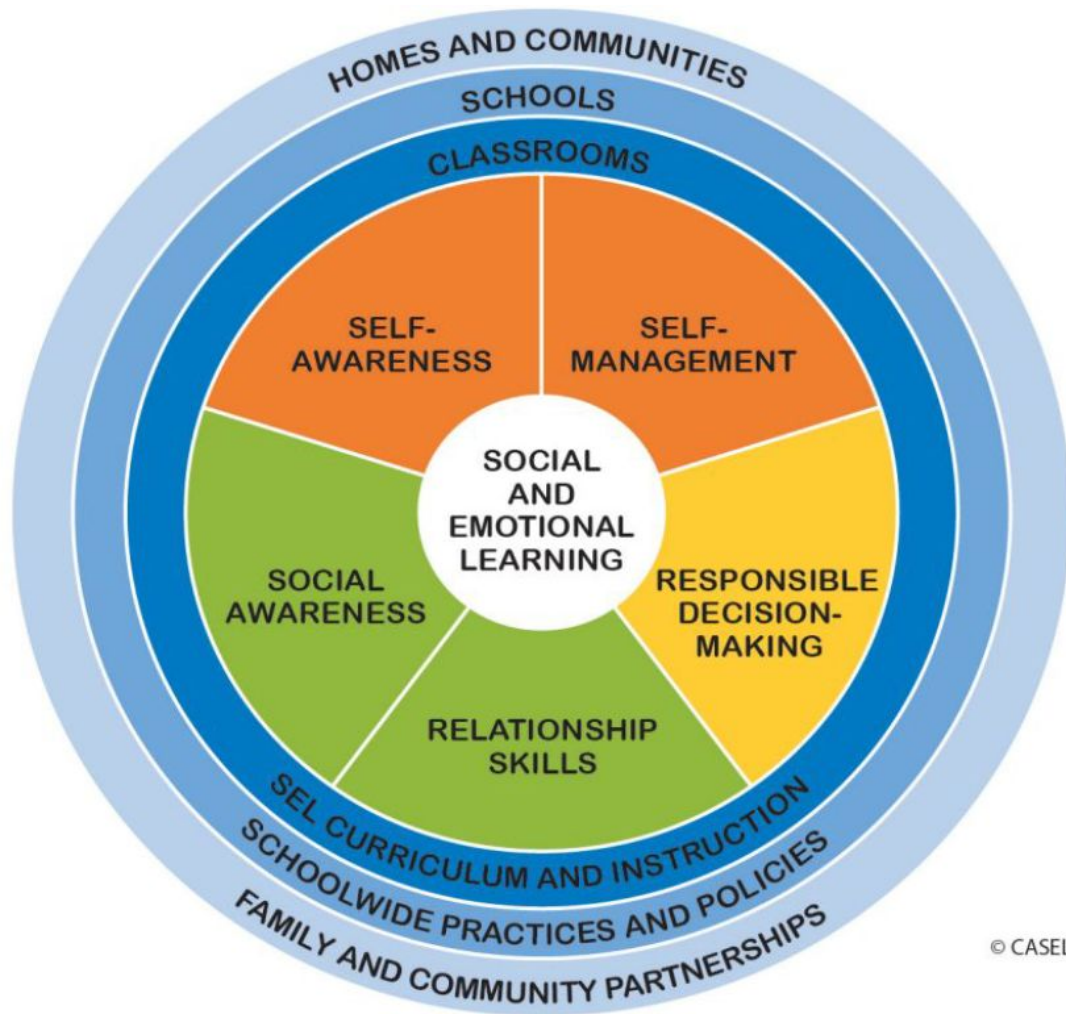 HOMES AND COMMUNITIES
SCHOOLS
CLASSROOMS
SELF-
AWARENESS
SELF-
MANAGEMENT
SOCIAL
AND
EMOTIONAL
LEARNING
SOCIAL
AWARENESS
RESPONSIBLE
DECISION-
MAKING
RELATIONSHIP
SKILLS
SEL CURRICULUM AND INSTRUCTION
SCHOOLWIDE PRACTICES AND POLICIES
FAMILY AND COMMUNITY PARTNERSHIPS
© CASEL